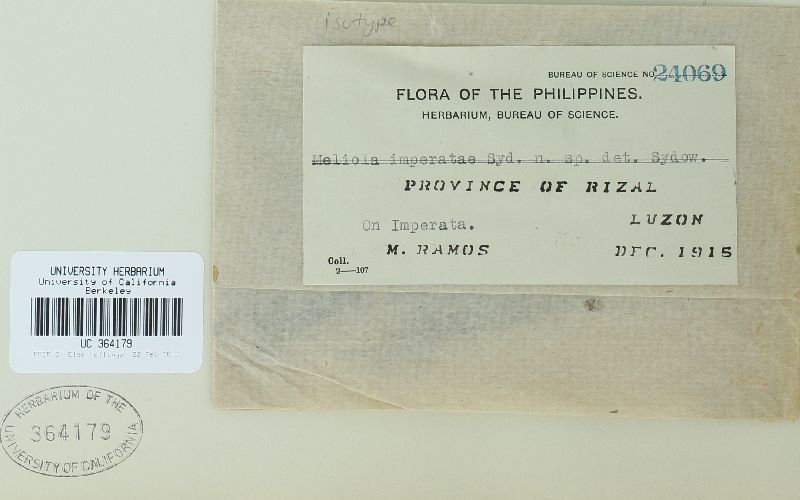 isotype
BUREAU OF SCIENCE NO. 24069
FLORA OF THE PHILIPPINES.
HERBARIUM, BUREAU OF SCIENCE.
Meliola imperatae Syd. n. sp. det. Sydow.
PROVINCE OF RIZAL
On Imperata.
LUZON
M. RAMOS
DEC. 1915
Coll.
2—107
UNIVERSITY HERBARIUM
University of California
Berkeley
UC 364179
HERBARIUM OF THE
364179
UNIVERSITY OF CALIFORNIA